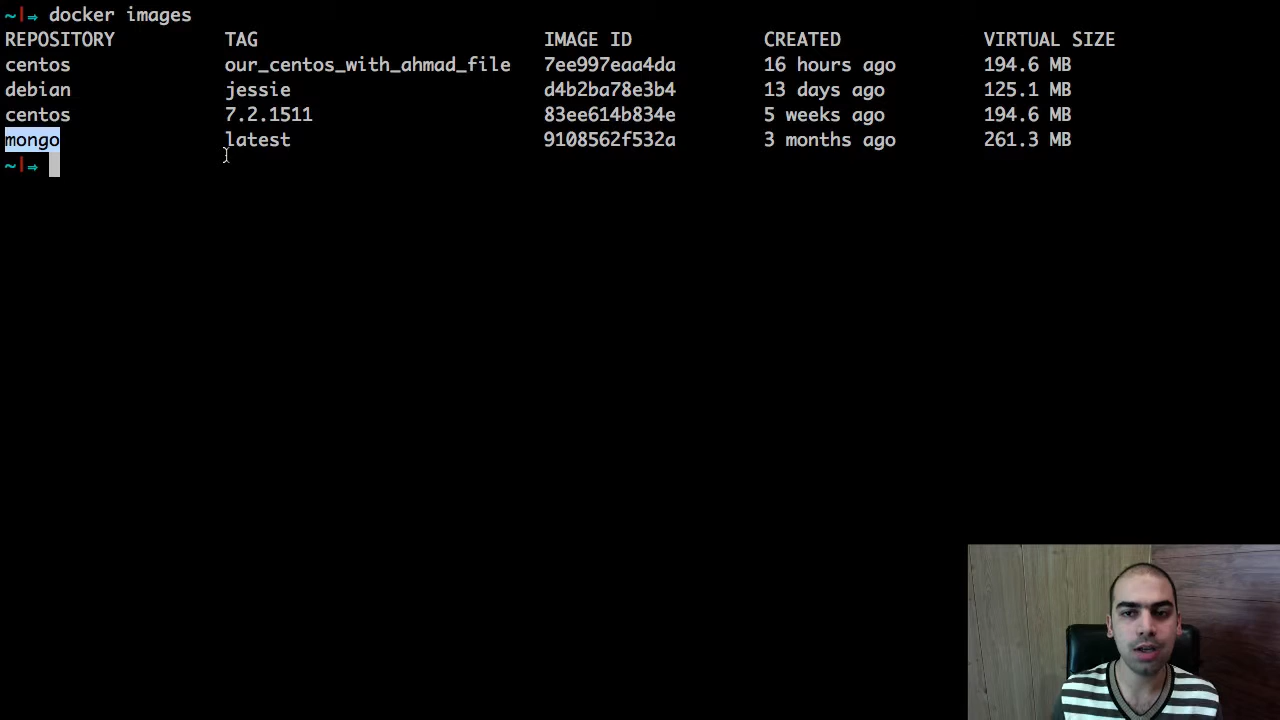 ~|⇒ docker images
REPOSITORY TAG IMAGE ID CREATED VIRTUAL SIZE
centos our_centos_with_ahmad_file 7ee997eaa4da 16 hours ago 194.6 MB
debian jessie d4b2ba78e3b4 13 days ago 125.1 MB
centos 7.2.1511 83ee614b834e 5 weeks ago 194.6 MB
mongo latest 9108562f532a 3 months ago 261.3 MB
~|⇒